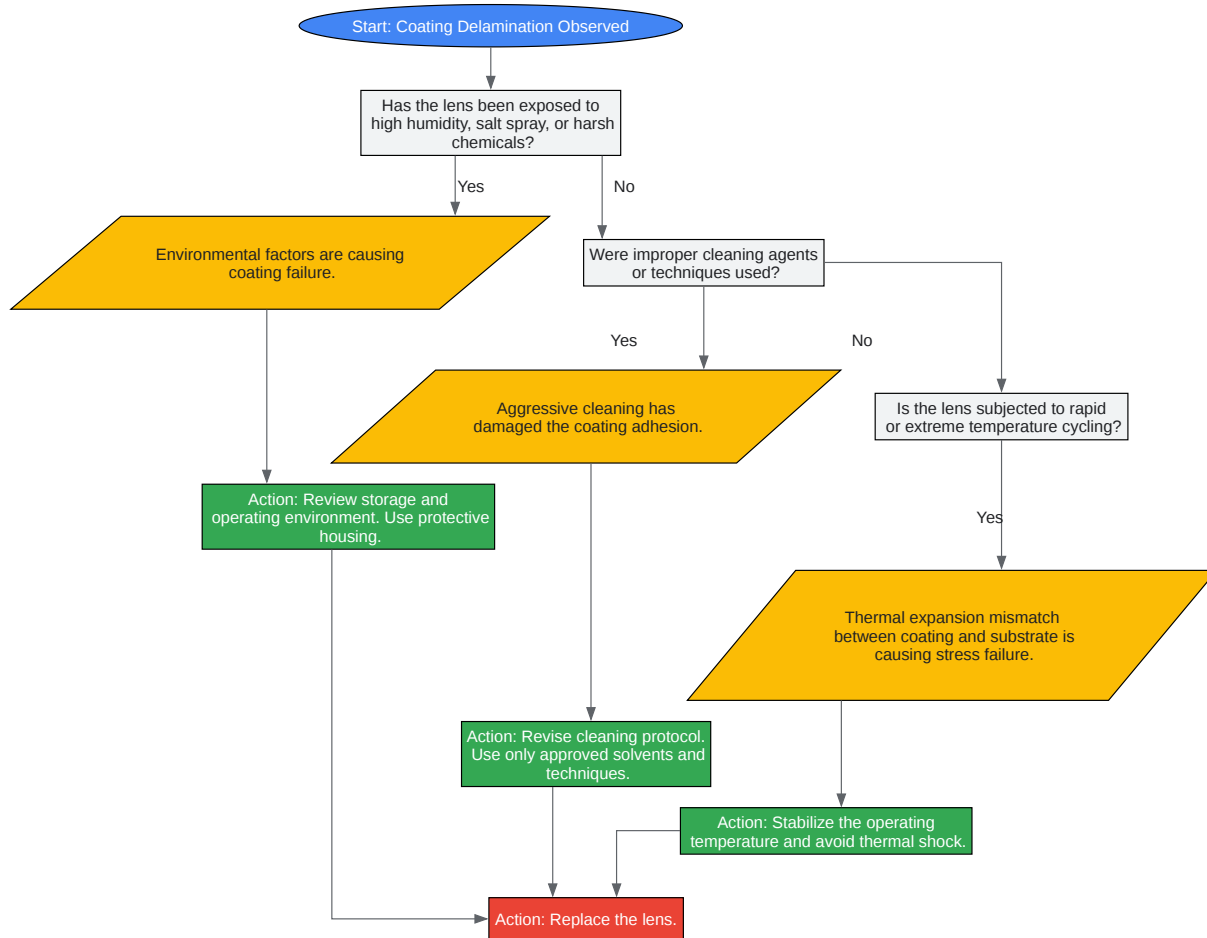 Start: Coating Delamination Observed
Has the lens been exposed to
high humidity, salt spray, or harsh
chemicals?
Yes
No
Environmental factors are causing
coating failure.
Were improper cleaning agents
or techniques used?
Yes
No
Aggressive cleaning has
damaged the coating adhesion.
Is the lens subjected to rapid
or extreme temperature cycling?
Action: Review storage and
operating environment. Use protective
housing.
Yes
Thermal expansion mismatch
between coating and substrate is
causing stress failure.
Action: Revise cleaning protocol.
Use only approved solvents and
techniques.
Action: Stabilize the operating
temperature and avoid thermal shock.
Action: Replace the lens.